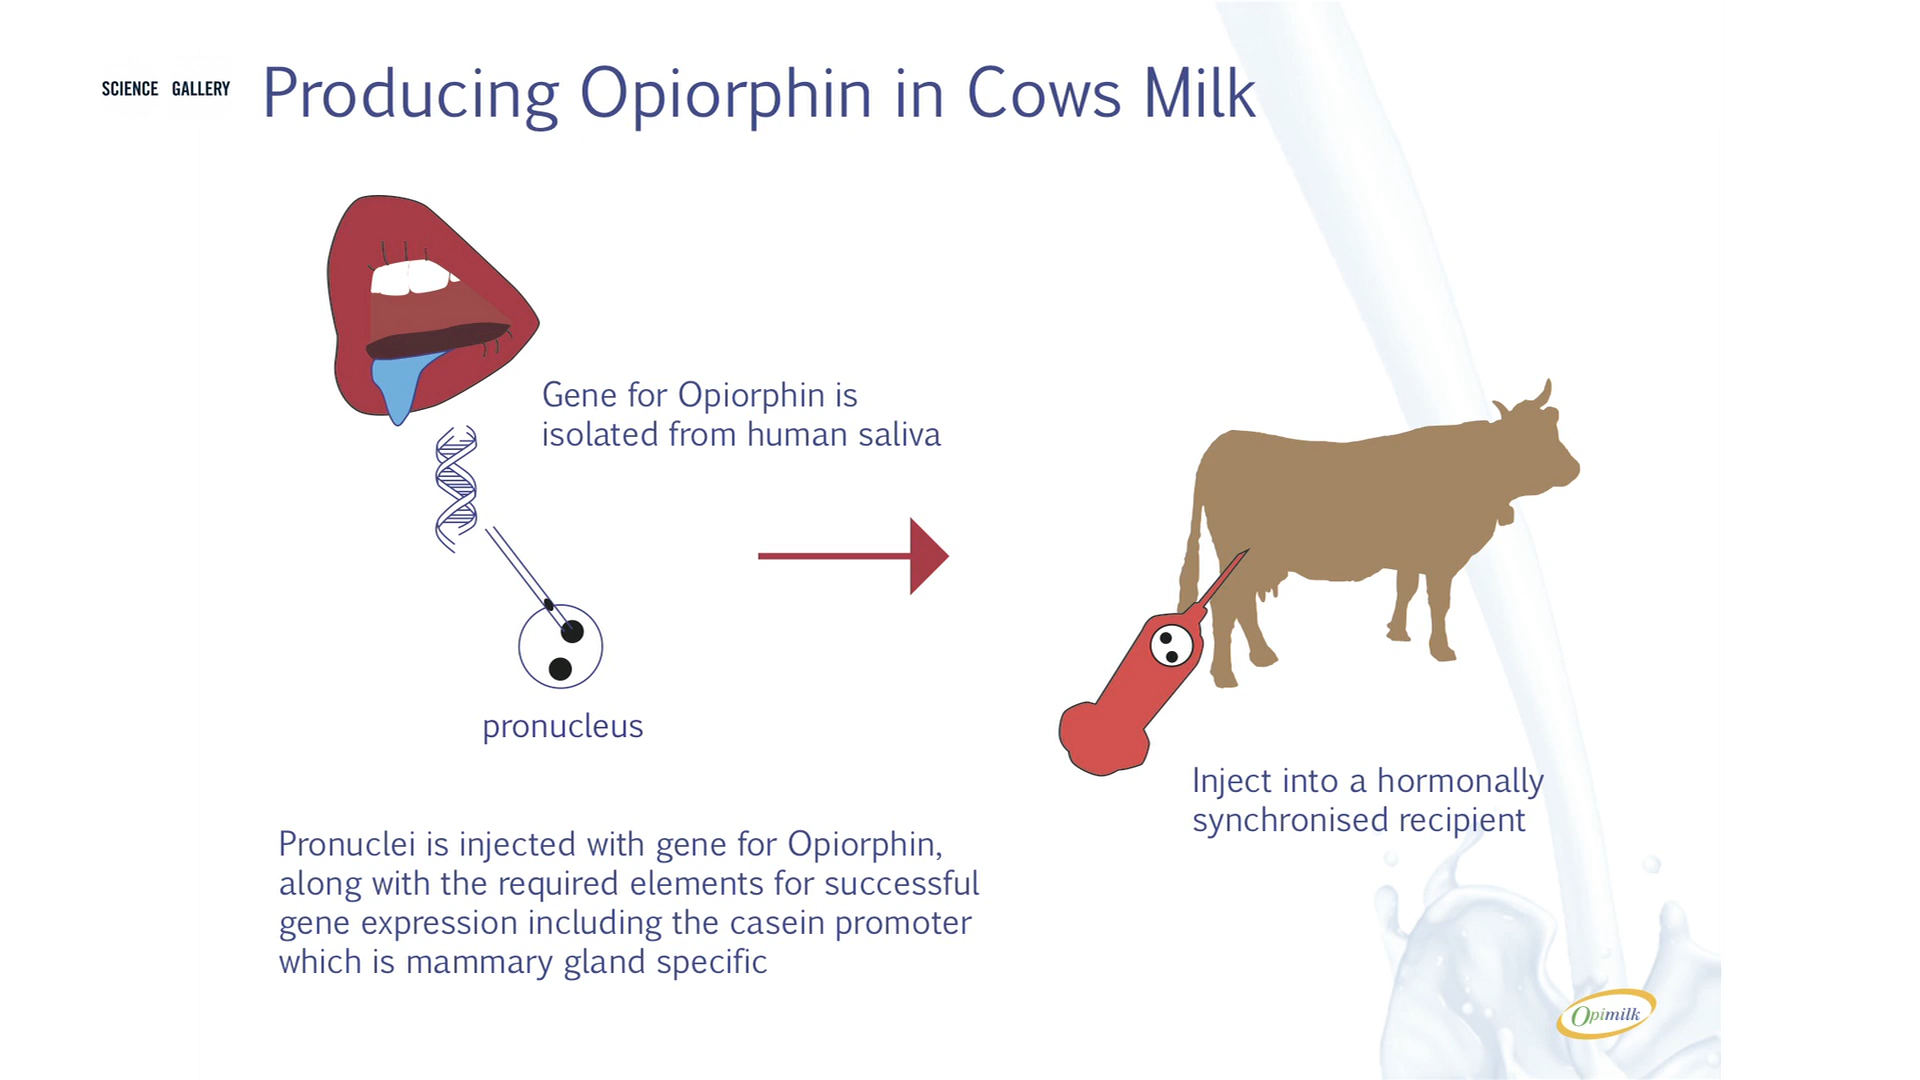 SCIENCE GALLERY
Producing Opiorphin in Cows Milk
Gene for Opiorphin is
isolated from human saliva
pronucleus
Inject into a hormonally
synchronised recipient
Pronuclei is injected with gene for Opiorphin,
along with the required elements for successful
gene expression including the casein promoter
which is mammary gland specific
Opimilk